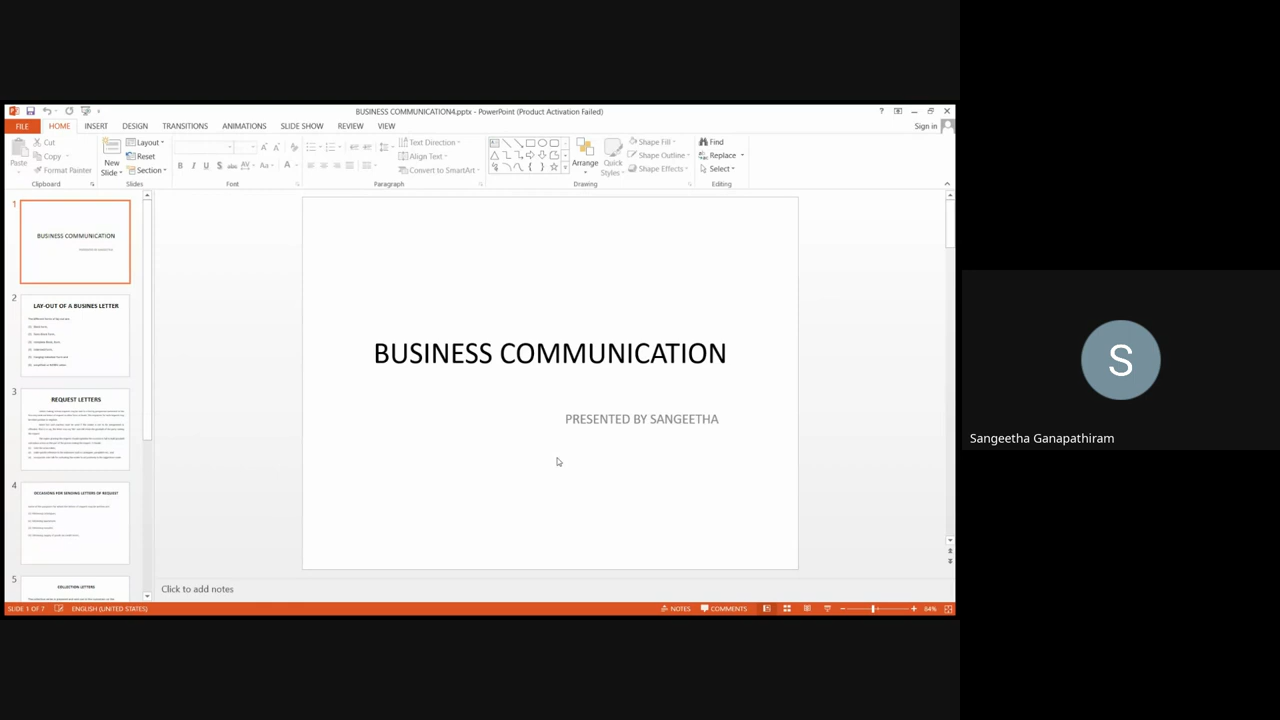 BUSINESS COMMUNICATION4.pptx - PowerPoint (Product Activation Failed)
FILE HOME INSERT DESIGN TRANSITIONS ANIMATIONS SLIDE SHOW REVIEW VIEW Sign in
Paste
Cut
Copy
Format Painter
Clipboard
New Slide
Layout
Reset
Section
Slides
Font
Text Direction
Align Text
Convert to SmartArt
Paragraph
Arrange
Quick Styles
Shape Fill
Shape Outline
Shape Effects
Drawing
Find
Replace
Select
Editing
1
BUSINESS COMMUNICATION
PRESENTED BY SANGEETHA
2
LAY-OUT OF A BUSINES LETTER
3
REQUEST LETTERS
4
OCCASIONS FOR SENDING LETTERS OF REQUEST
5
COLLECTION LETTERS
BUSINESS COMMUNICATION
PRESENTED BY SANGEETHA
Click to add notes
SLIDE 1 OF 7 ENGLISH (UNITED STATES) NOTES COMMENTS 84%
S
Sangeetha Ganapathiram